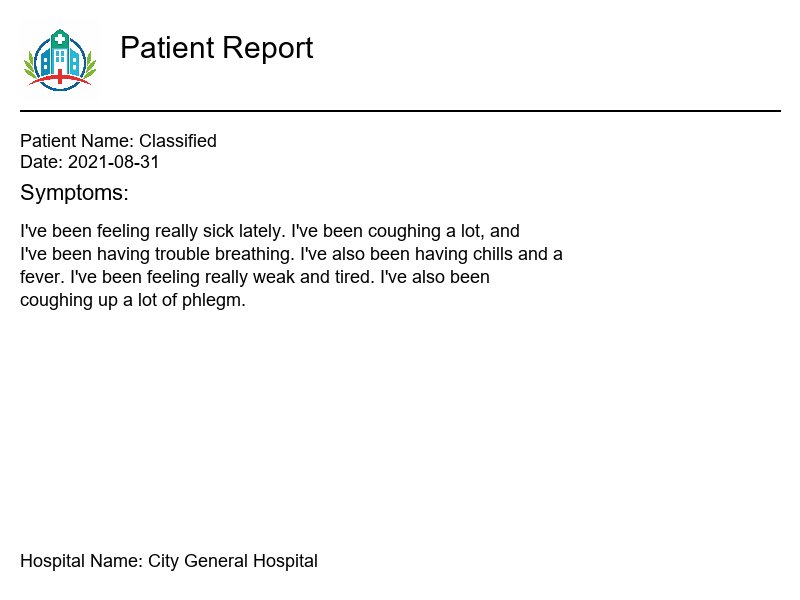 Patient Report
Patient Name: Classified
Date: 2021-08-31
Symptoms:
I've been feeling really sick lately. I've been coughing a lot, and
I've been having trouble breathing. I've also been having chills and a
fever. I've been feeling really weak and tired. I've also been
coughing up a lot of phlegm.
Hospital Name: City General Hospital